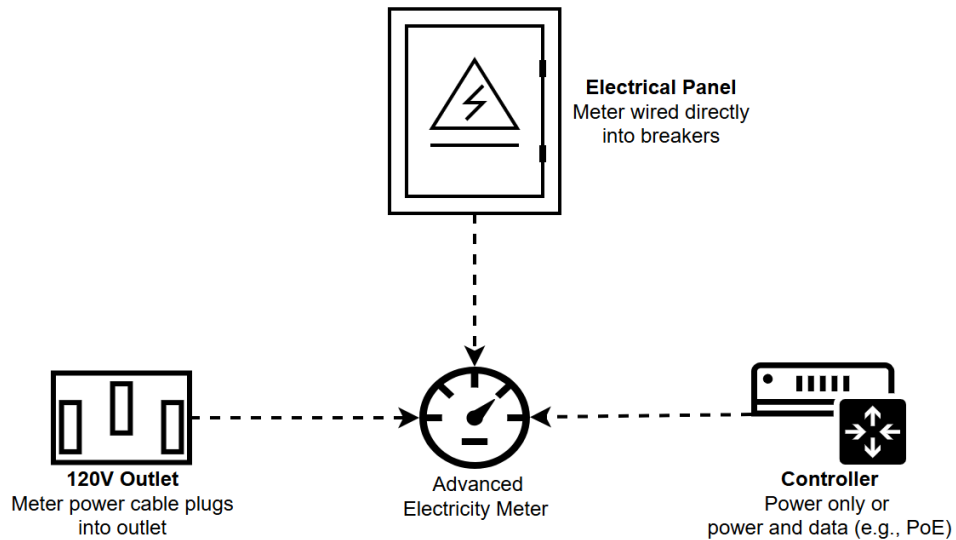 Electrical Panel
Meter wired directly
into breakers
120V Outlet
Meter power cable plugs
into outlet
Advanced
Electricity Meter
Controller
Power only or
power and data (e.g., PoE)